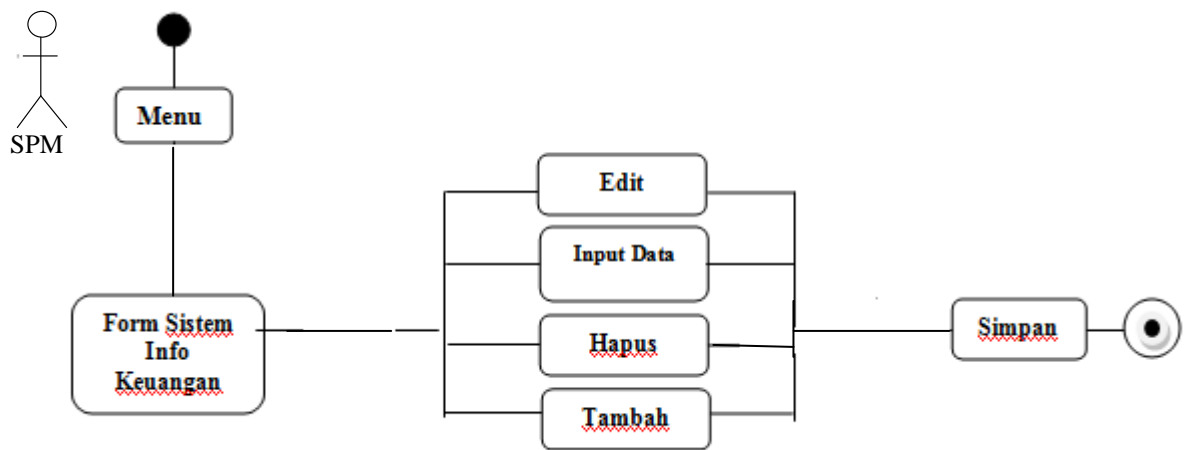 SPM
Menu
Form Sistem
Info
Keuangan
Edit
Input Data
Hapus
Tambah
Simpan